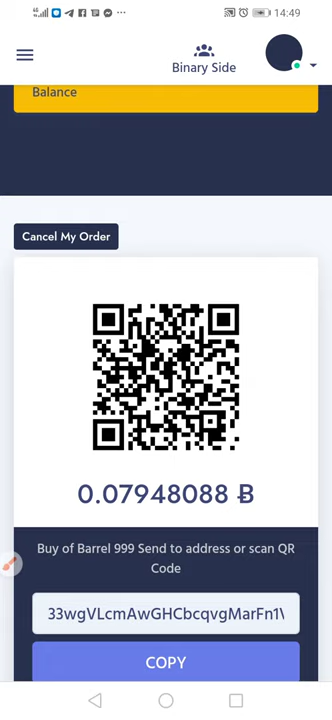 14:49
Binary Side
Balance
Cancel My Order
0.07948088 Ƀ
Buy of Barrel 999 Send to address or scan QR
Code
33wgVLcmAwGHCbcqvgMarFn1
COPY